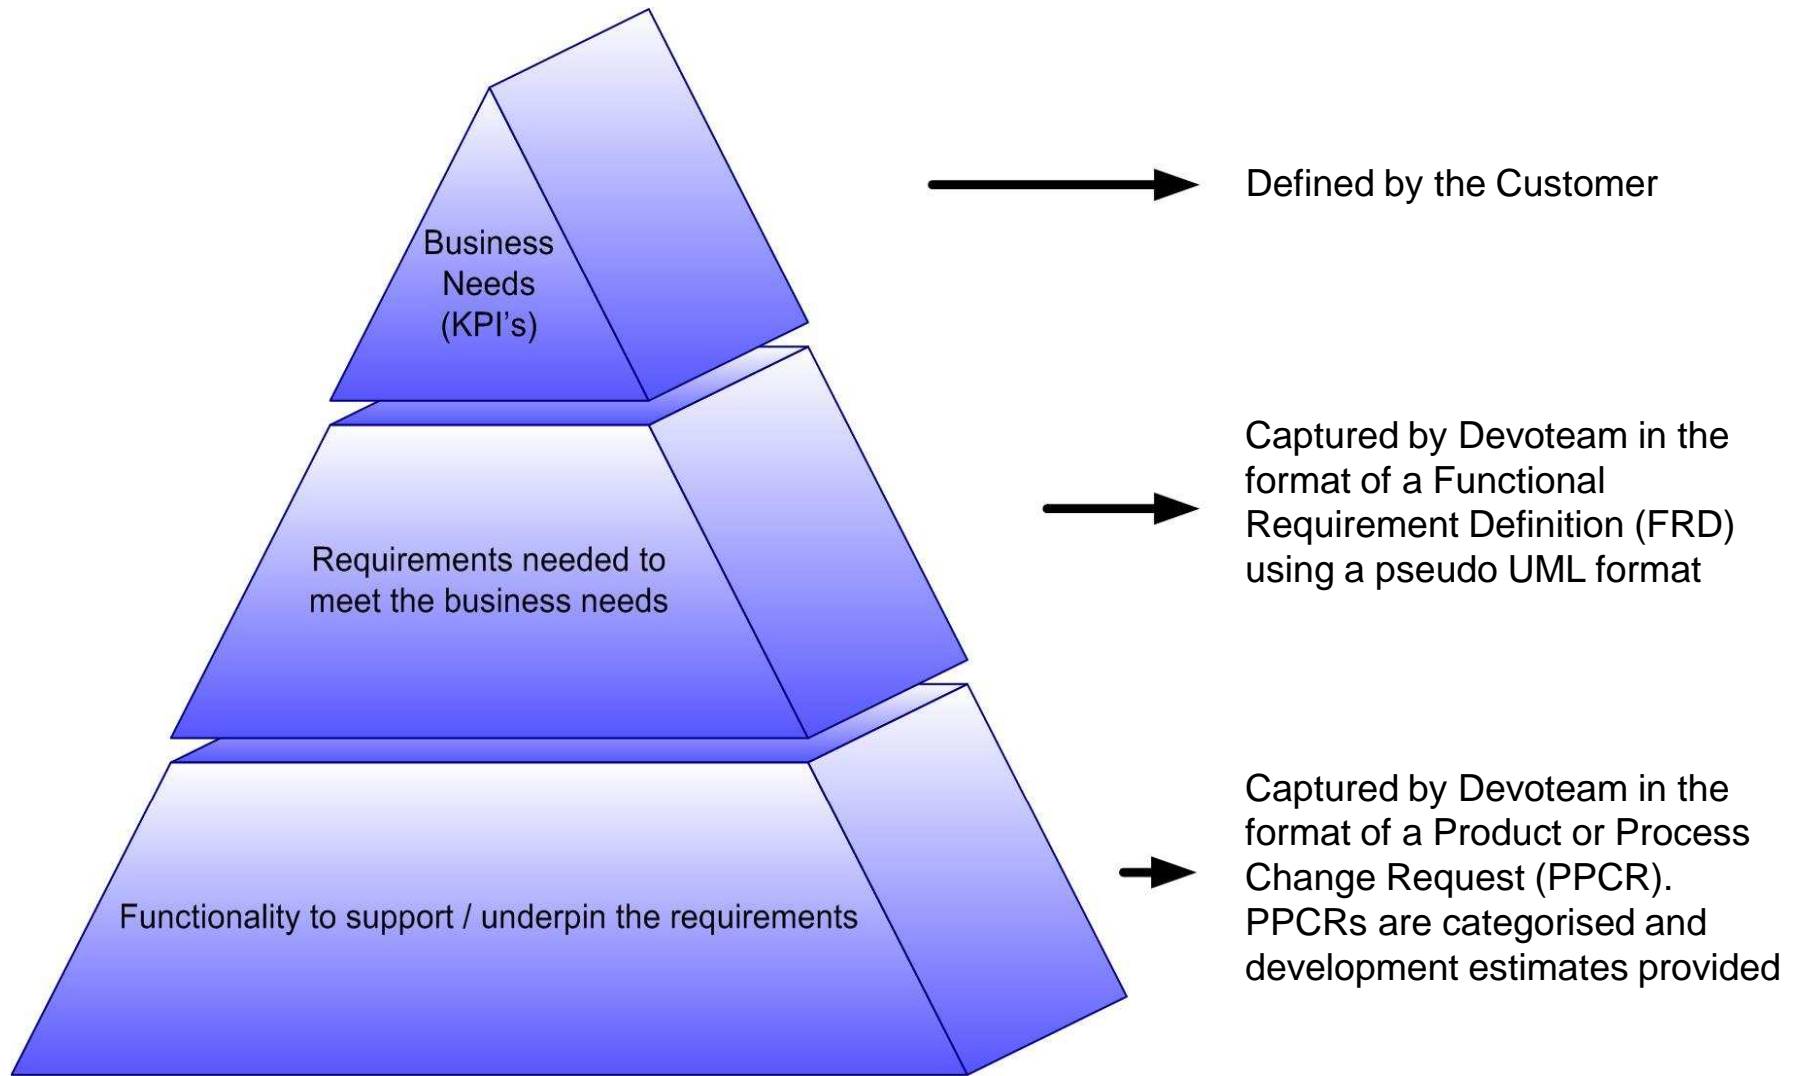 Business
Needs
(KPI's)
Defined by the Customer
Requirements needed to
meet the business needs
Captured by Devoteam in the
format of a Functional
Requirement Definition (FRD)
using a pseudo UML format
Functionality to support / underpin the requirements
Captured by Devoteam in the
format of a Product or Process
Change Request (PPCR).
PPCRs are categorised and
development estimates provided